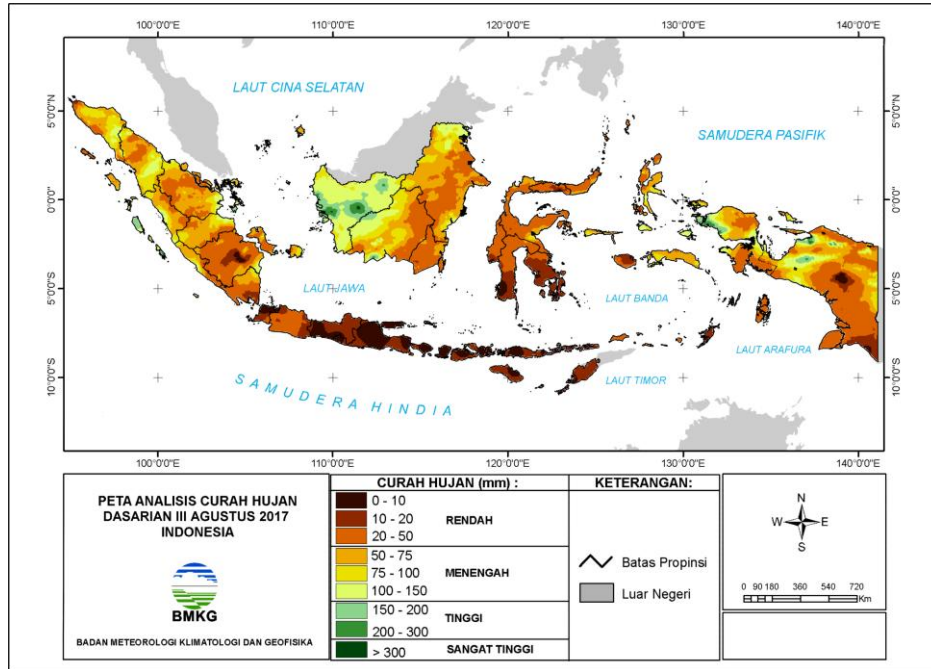 100°0'0"E
110°0'0"E
120°0'0"E
130°0'0"E
140°0'0"E
LAUT CINA SELATAN
SAMUDERA PASIFIK
5°0'0"N
5°0'0"N
0°0'0"
0°0'0"
LAUT JAWA
LAUT BANDA
5°0'0"S
5°0'0"S
LAUT ARAFURA
LAUT TIMOR
10°0'0"S
10°0'0"S
SAMUDERA HINDIA
100°0'0"E
110°0'0"E
120°0'0"E
130°0'0"E
140°0'0"E
PETA ANALISIS CURAH HUJAN
DASARIAN III AGUSTUS 2017
INDONESIA
BMKG
BADAN METEOROLOGI KLIMATOLOGI DAN GEOFISIKA
CURAH HUJAN (mm) :
0 - 10
10 - 20
20 - 50
RENDAH
50 - 75
75 - 100
100 - 150
MENENGAH
150 - 200
200 - 300
TINGGI
> 300
SANGAT TINGGI
KETERANGAN:
Batas Propinsi
Luar Negeri
N
W
E
S
0 90 180 360 540 720
Km